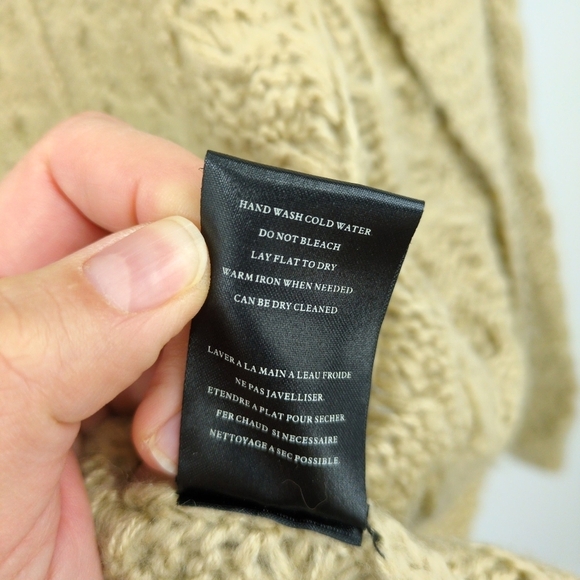 HAND WASH COLD WATER
DO NOT BLEACH
LAY FLAT TO DRY
WARM IRON WHEN NEEDED
CAN BE DRY CLEANED
LAVER A LA MAIN A LEAU FROIDE
NE PAS JAVELLISER
ETENDRE A PLAT POUR SECHER
FER CHAUD SI NECESSAIRE
NETTOYAGE A SEC POSSIBLE